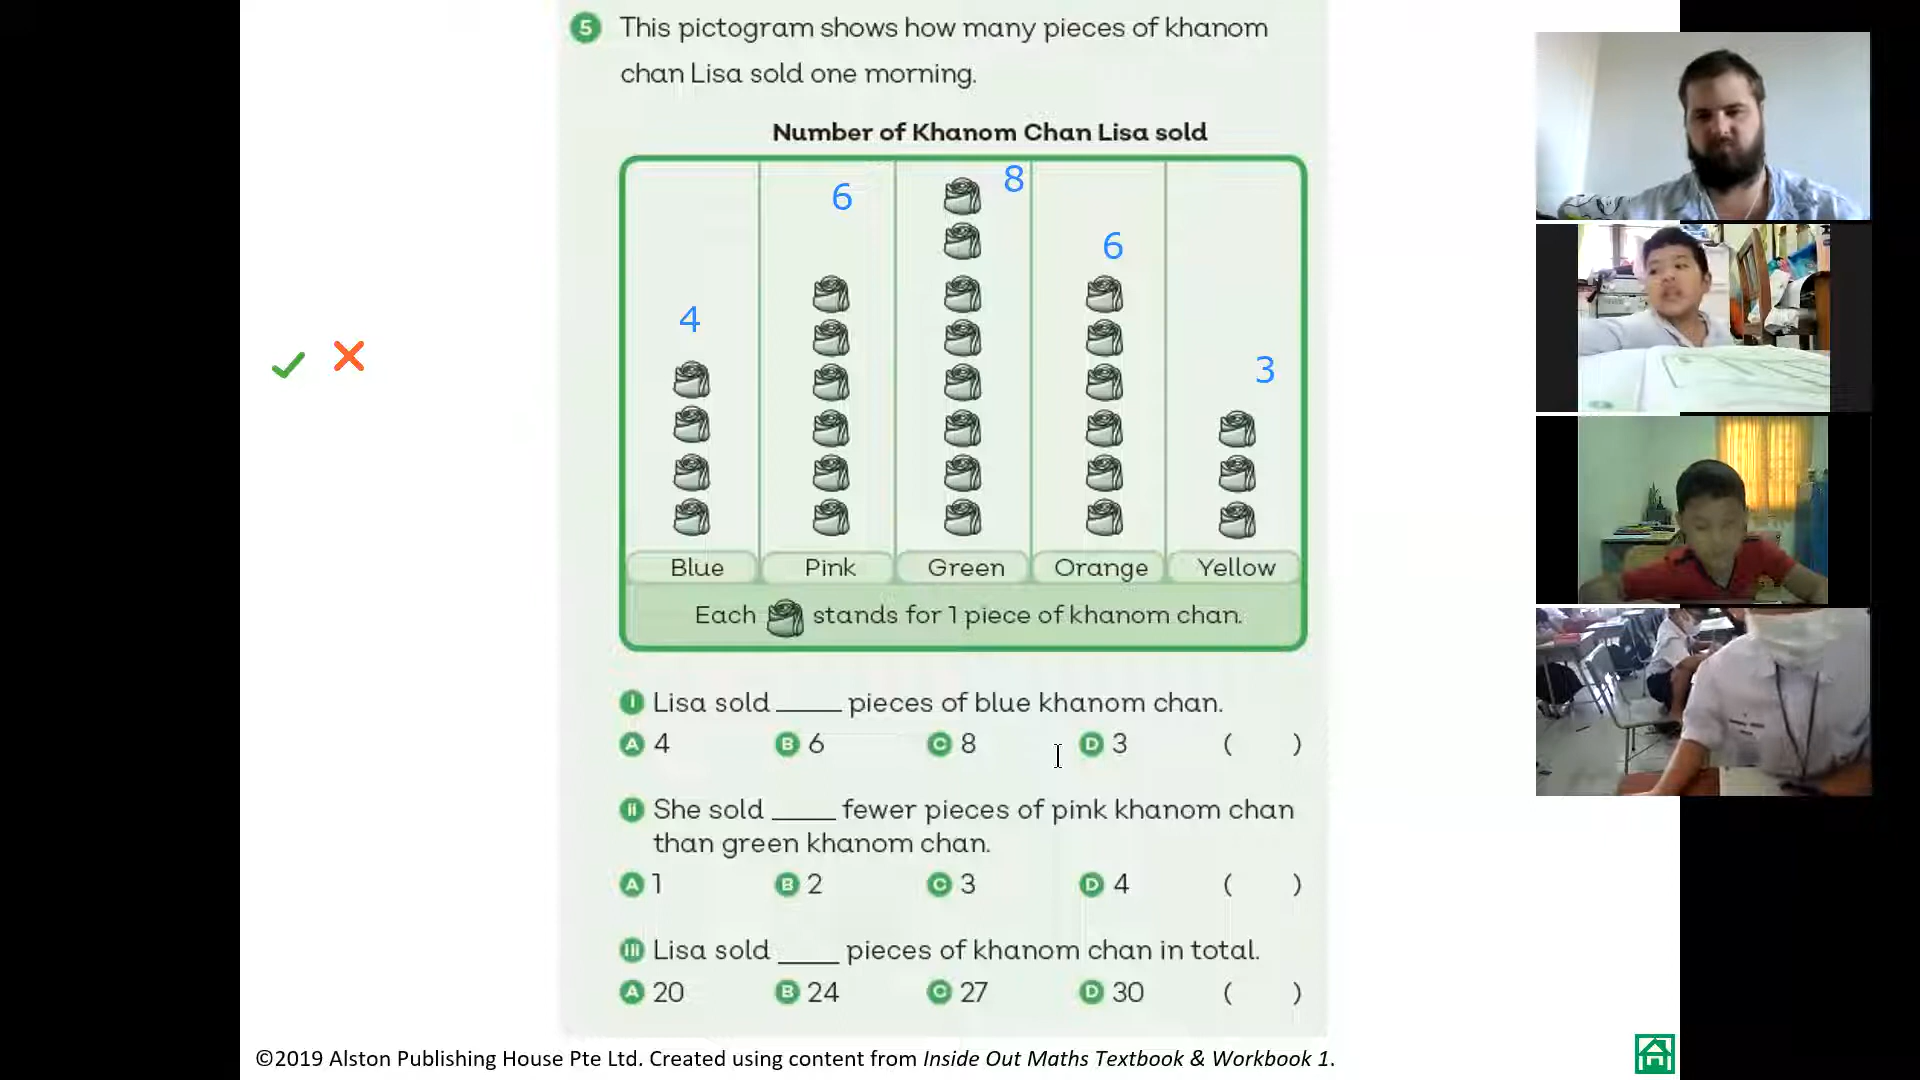 5 This pictogram shows how many pieces of khanom
chan Lisa sold one morning.
Number of Khanom Chan Lisa sold
4 6 8 6 3
Blue Pink Green Orange Yellow
Each stands for 1 piece of khanom chan.
i Lisa sold _____ pieces of blue khanom chan.
A 4 B 6 C 8 D 3 ( )
ii She sold _____ fewer pieces of pink khanom chan
than green khanom chan.
A 1 B 2 C 3 D 4 ( )
iii Lisa sold _____ pieces of khanom chan in total.
A 20 B 24 C 27 D 30 ( )
©2019 Alston Publishing House Pte Ltd. Created using content from Inside Out Maths Textbook & Workbook 1.